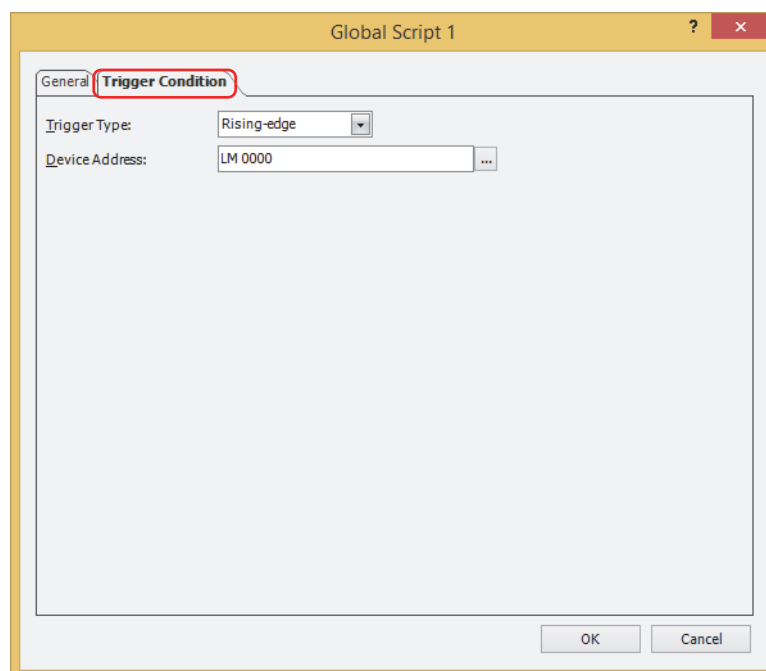 Global Script 1
?
×
General
Trigger Condition
Trigger Type:
Rising-edge
Device Address:
LM 0000
...
OK
Cancel